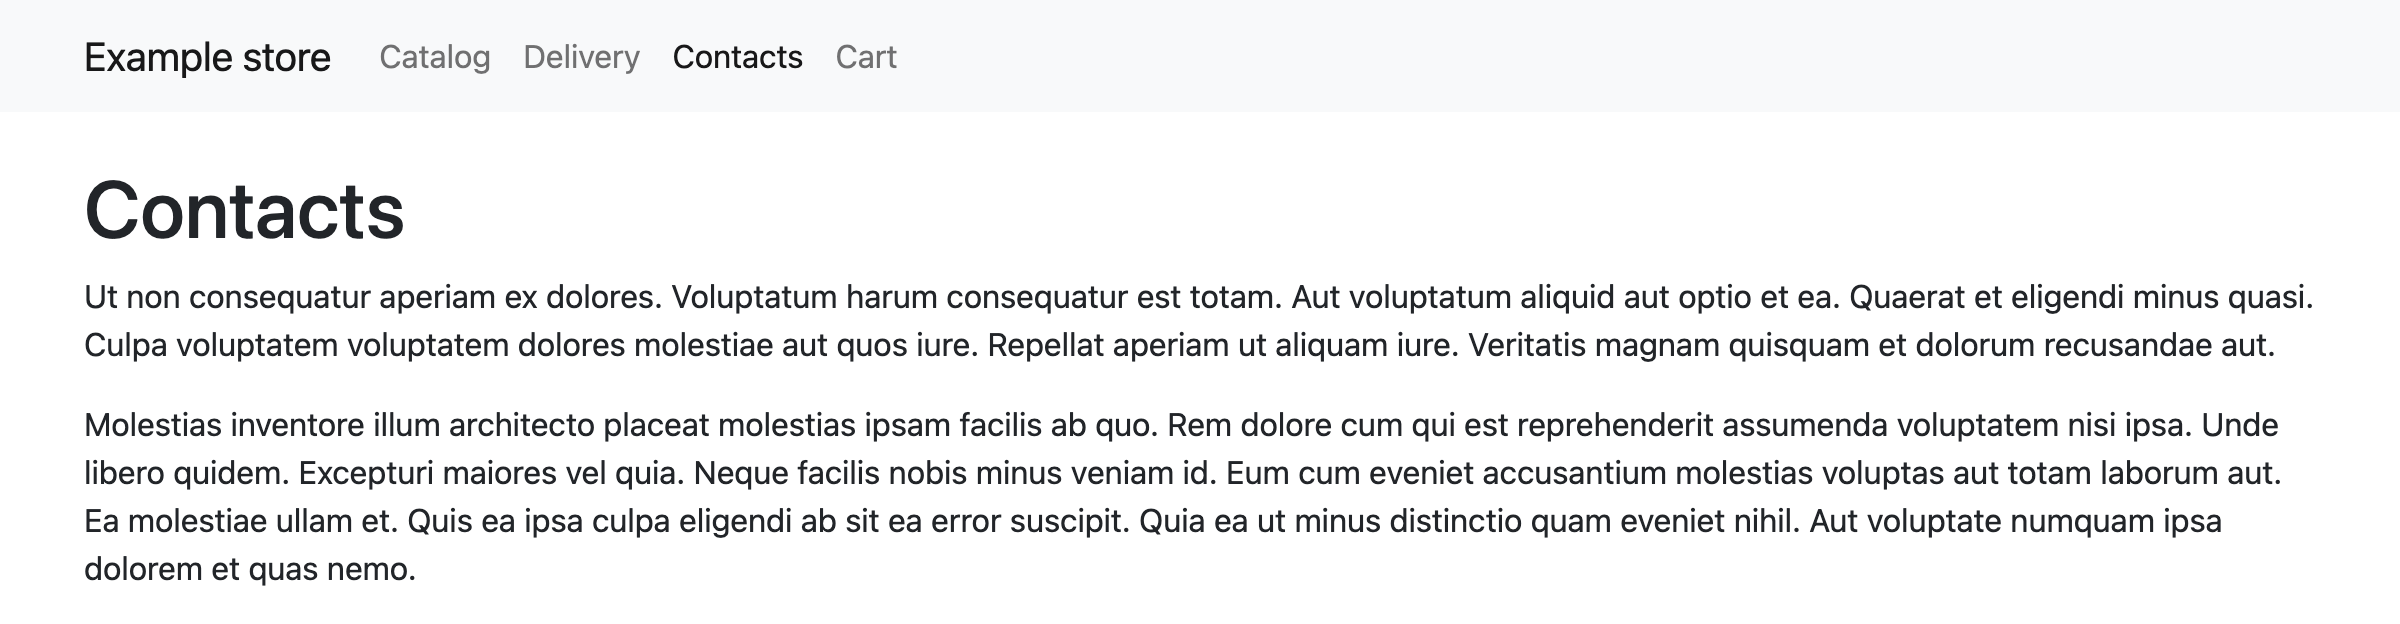 Example store Catalog Delivery Contacts Cart
Contacts
Ut non consequatur aperiam ex dolores. Voluptatum harum consequatur est totam. Aut voluptatum aliquid aut optio et ea. Quaerat et eligendi minus quasi.
Culpa voluptatem voluptatem dolores molestiae aut quos iure. Repellat aperiam ut aliquam iure. Veritatis magnam quisquam et dolorum recusandae aut.
Molestias inventore illum architecto placeat molestias ipsam facilis ab quo. Rem dolore cum qui est reprehenderit assumenda voluptatem nisi ipsa. Unde
libero quidem. Excepturi maiores vel quia. Neque facilis nobis minus veniam id. Eum cum eveniet accusantium molestias voluptas aut totam laborum aut.
Ea molestiae ullam et. Quis ea ipsa culpa eligendi ab sit ea error suscipit. Quia ea ut minus distinctio quam eveniet nihil. Aut voluptate numquam ipsa
dolorem et quas nemo.